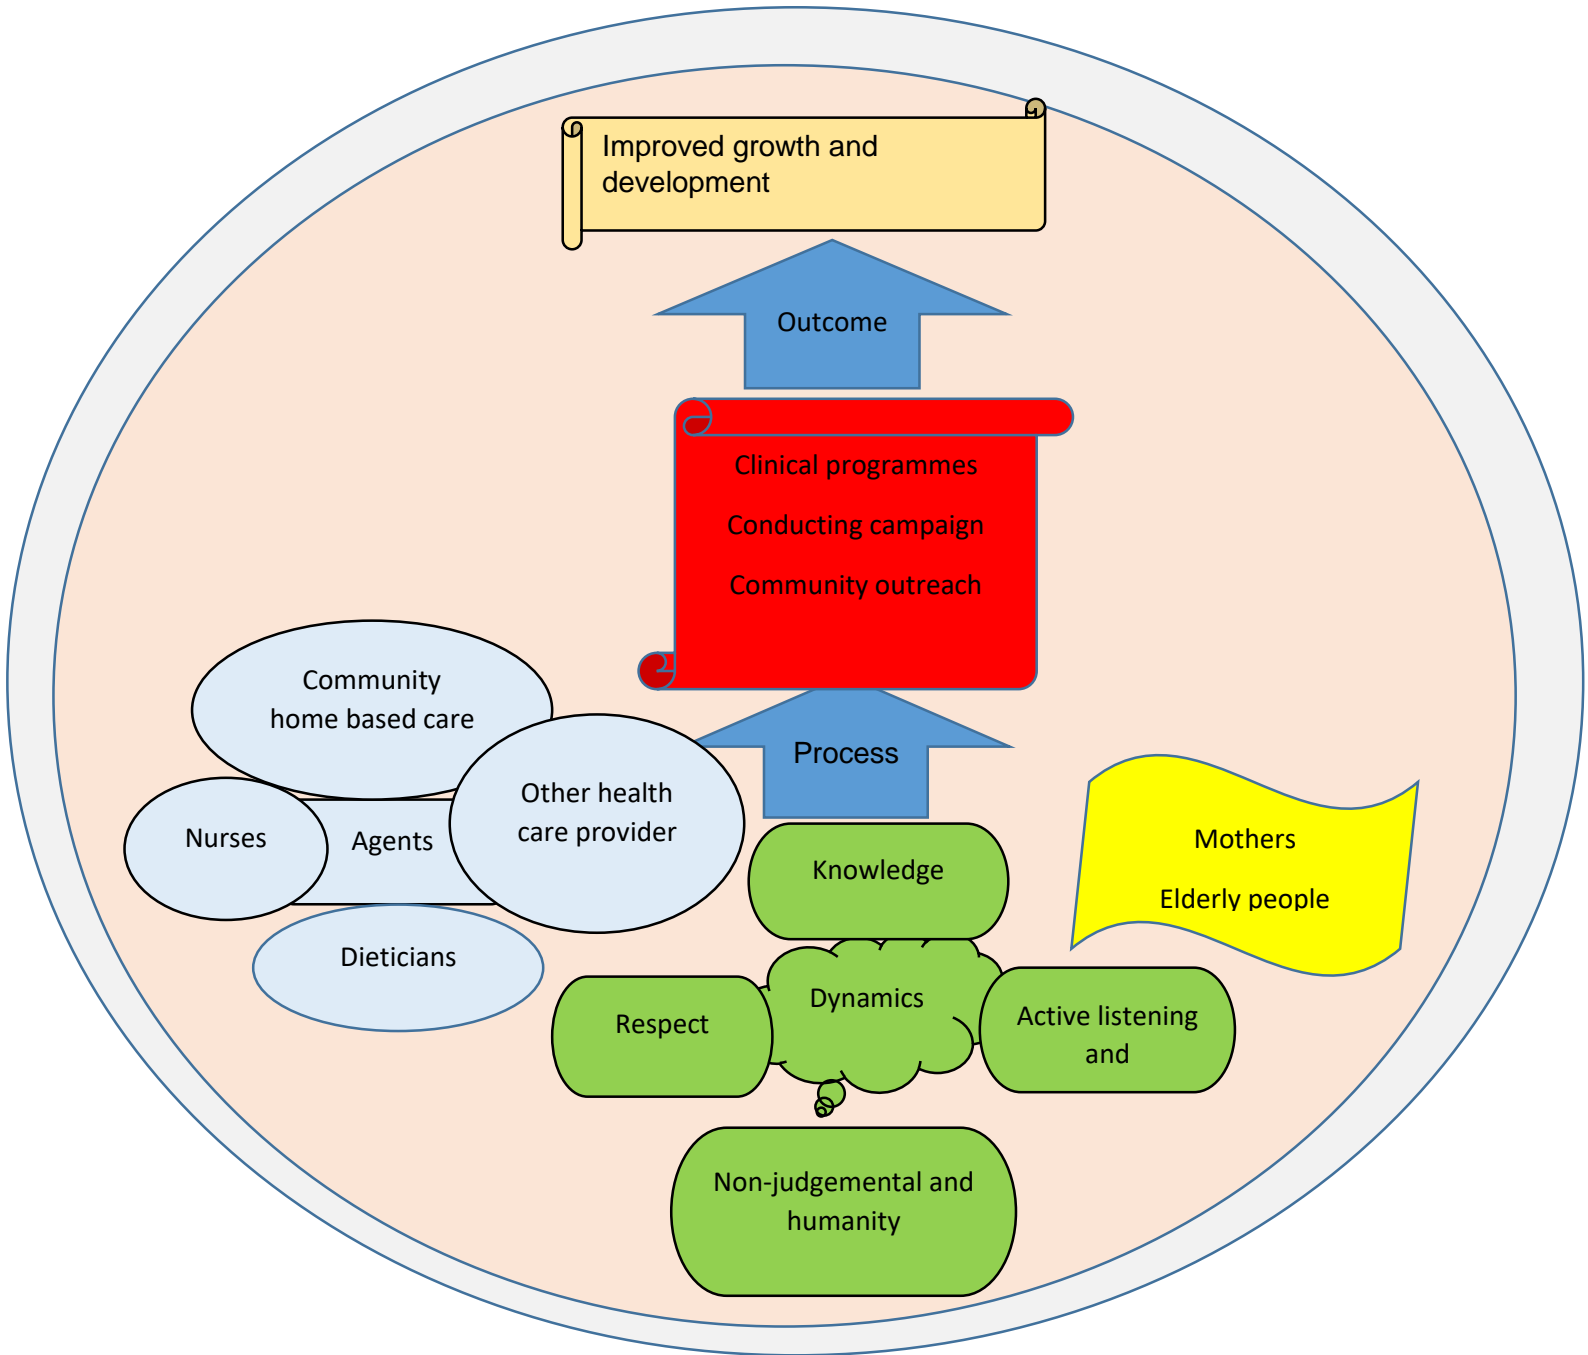 Improved growth and
development
Outcome
Clinical programmes
Conducting campaign
Community outreach
Process
Community
home based care
Other health
care provider
Nurses
Agents
Dieticians
Knowledge
Mothers
Elderly people
Dynamics
Respect
Active listening
and
Non-judgemental and
humanity